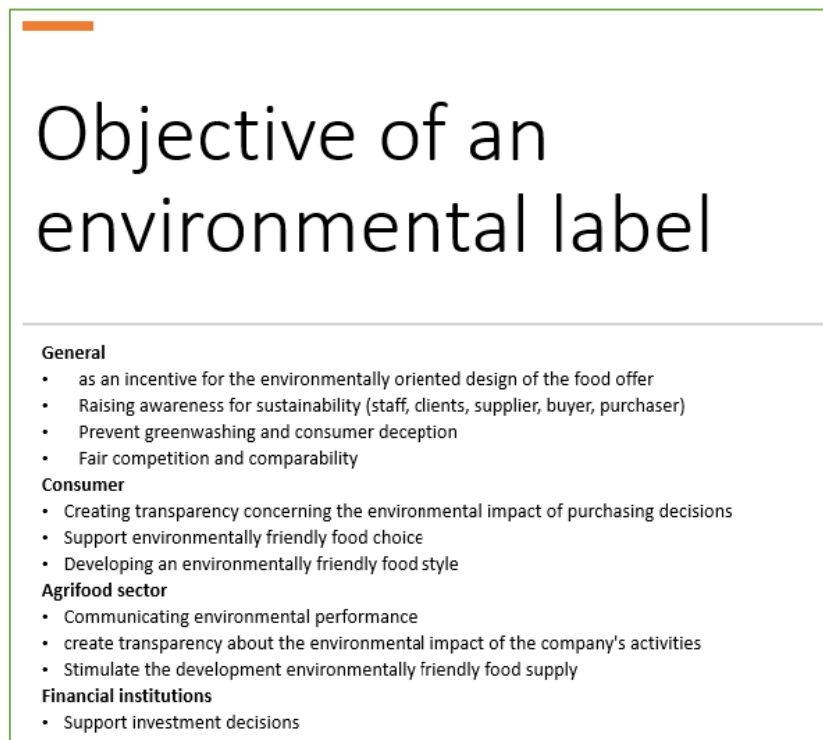 Objective of an
environmental label
General
• as an incentive for the environmentally oriented design of the food offer
• Raising awareness for sustainability (staff, clients, supplier, buyer, purchaser)
• Prevent greenwashing and consumer deception
• Fair competition and comparability
Consumer
• Creating transparency concerning the environmental impact of purchasing decisions
• Support environmentally friendly food choice
• Developing an environmentally friendly food style
Agrifood sector
• Communicating environmental performance
• create transparency about the environmental impact of the company's activities
• Stimulate the development environmentally friendly food supply
Financial institutions
• Support investment decisions